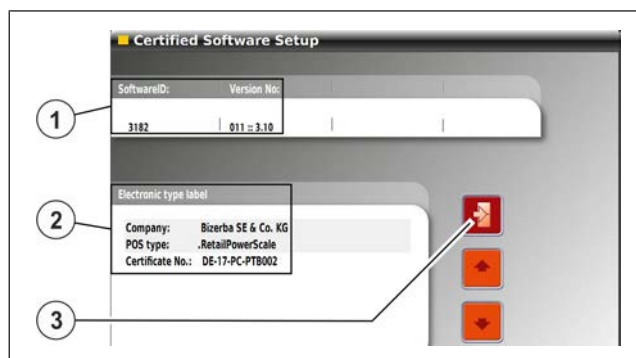 Certified Software Setup
SoftwareID: Version No:
1
3182 011 :: 3.10
Electronic type label
2
Company: Bizerba SE & Co. KG
POS type: .RetailPowerScale
Certificate No.: DE-17-PC-PTB002
3